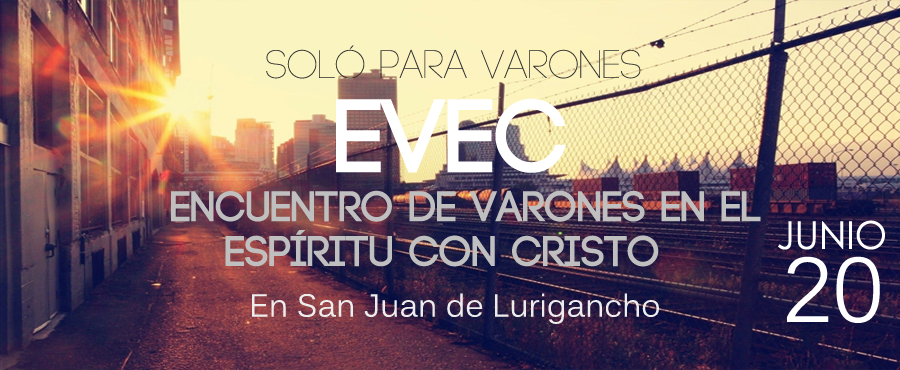 SOLÓ PARA VARONES
EVEC
ENCUENTRO DE VARONES EN EL
ESPÍRITU CON CRISTO
En San Juan de Lurigancho
JUNIO
20